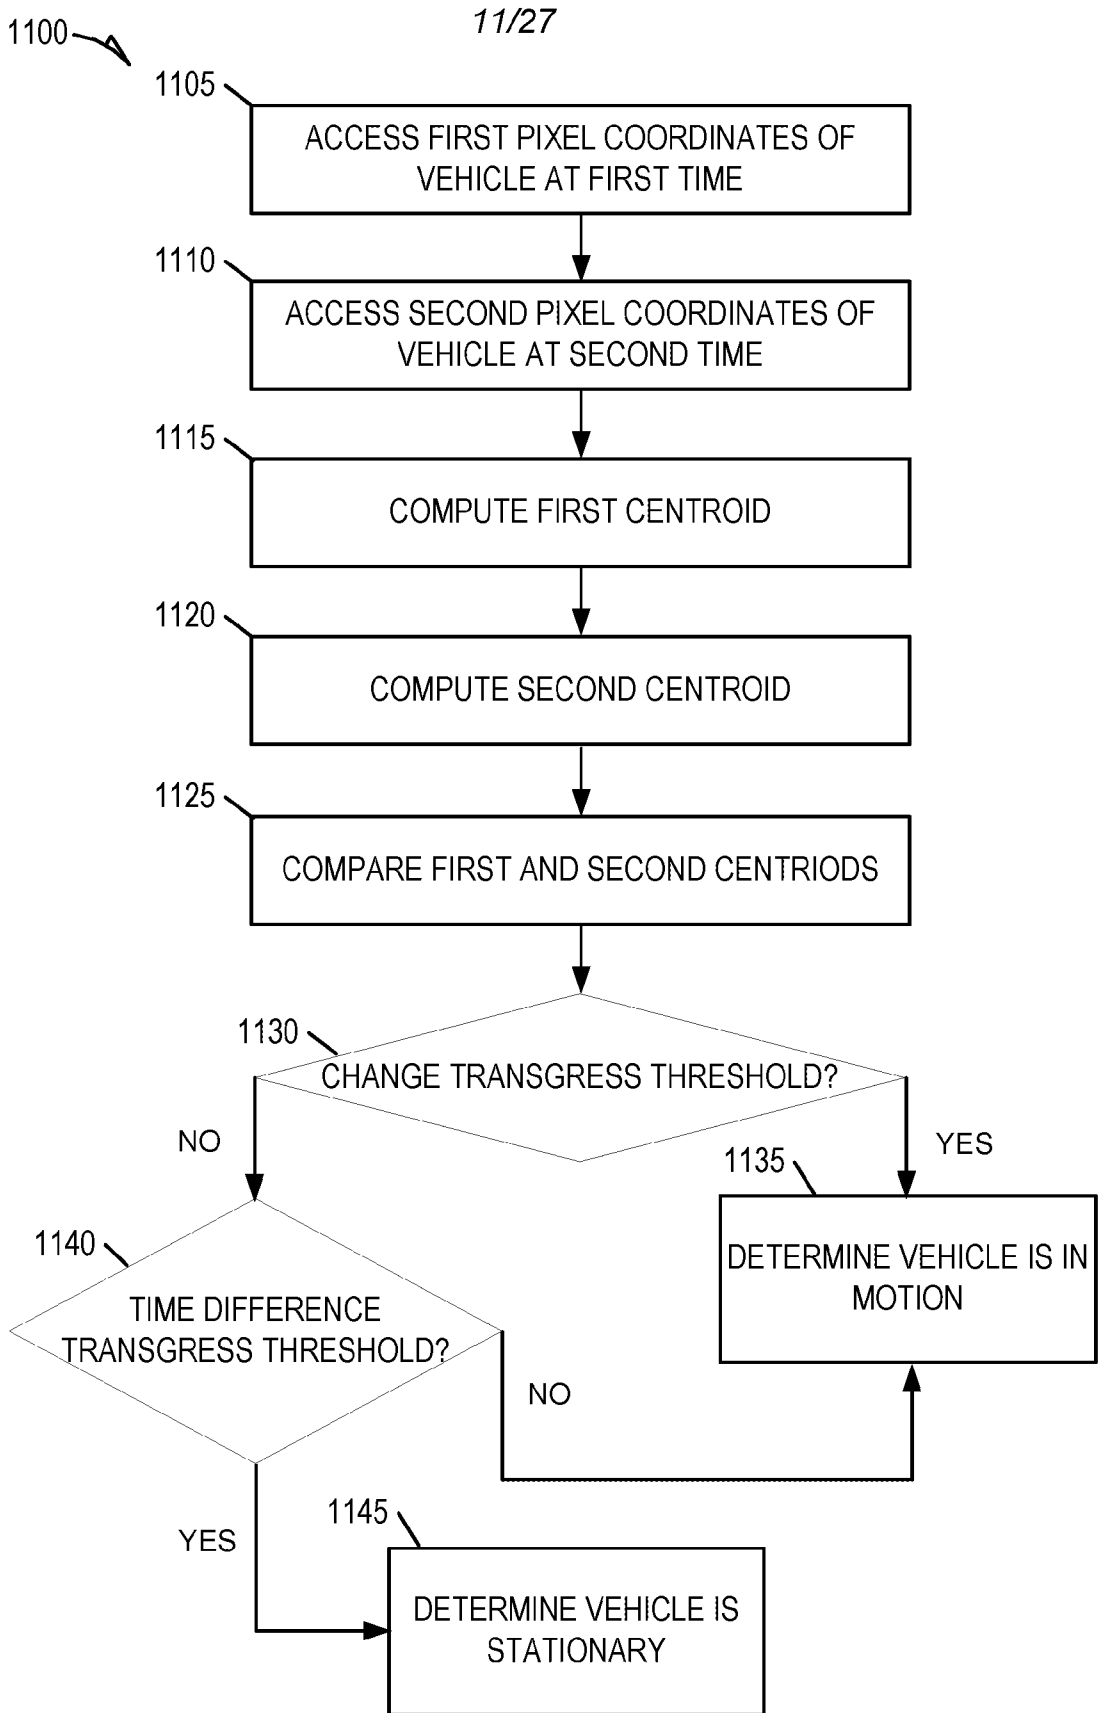 11/27
1100
1105
ACCESS FIRST PIXEL COORDINATES OF
VEHICLE AT FIRST TIME
1110
ACCESS SECOND PIXEL COORDINATES OF
VEHICLE AT SECOND TIME
1115
COMPUTE FIRST CENTROID
1120
COMPUTE SECOND CENTROID
1125
COMPARE FIRST AND SECOND CENTRIODS
1130
CHANGE TRANSGRESS THRESHOLD?
NO
YES
1135
DETERMINE VEHICLE IS IN
MOTION
1140
TIME DIFFERENCE
TRANSGRESS THRESHOLD?
NO
YES
1145
DETERMINE VEHICLE IS
STATIONARY